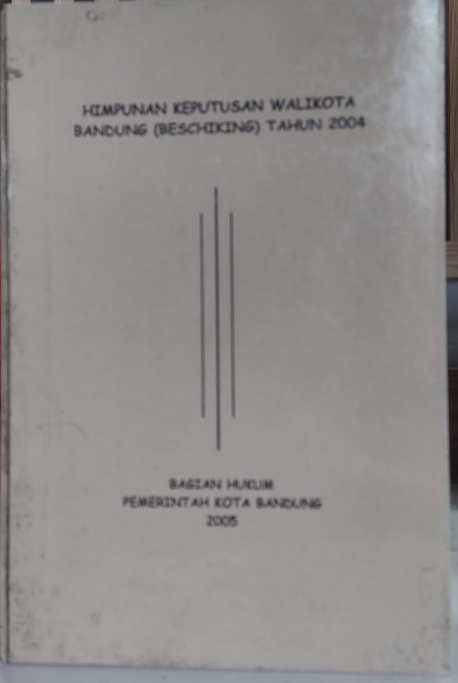 HIMPUNAN KEPUTUSAN WALIKOTA
BANDUNG (BESCHIKING) TAHUN 2004
BAGIAN HUKUM
PEMERINTAH KOTA BANDUNG
2005